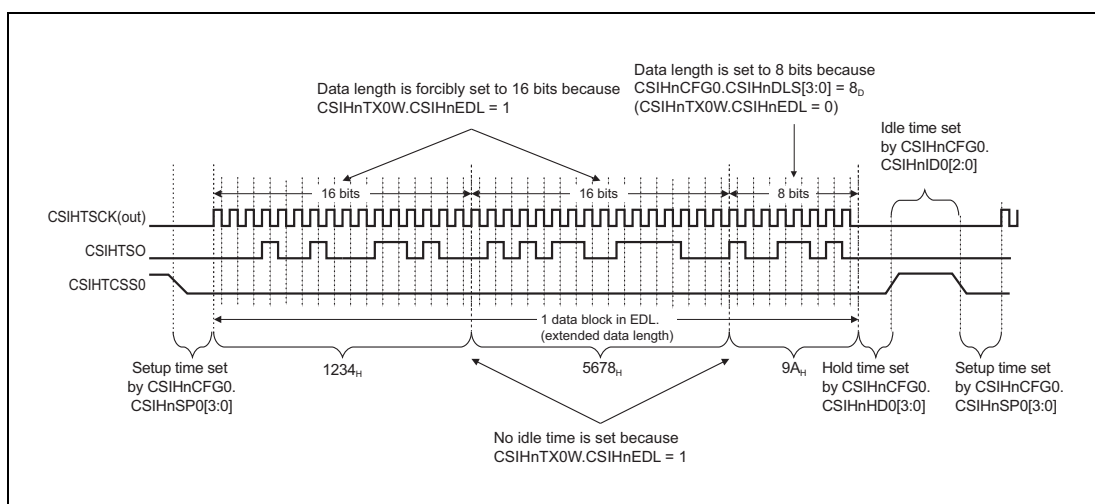 Data length is forcibly set to 16 bits because
CSIHnTX0W.CSIHnEDL = 1
Data length is set to 8 bits because
CSIHnCFG0.CSIHnDLS[3:0] = 8D
(CSIHnTX0W.CSIHnEDL = 0)
Idle time set
by CSIHnCFG0.
CSIHnID0[2:0]
16 bits
16 bits
8 bits
CSIHTSCK(out)
CSIHTSO
CSIHTCSS0
1 data block in EDL.
(extended data length)
Setup time set
by CSIHnCFG0.
CSIHnSP0[3:0]
1234H
5678H
9AH
Hold time set
by CSIHnCFG0.
CSIHnHD0[3:0]
Setup time set
by CSIHnCFG0.
CSIHnSP0[3:0]
No idle time is set because
CSIHnTX0W.CSIHnEDL = 1